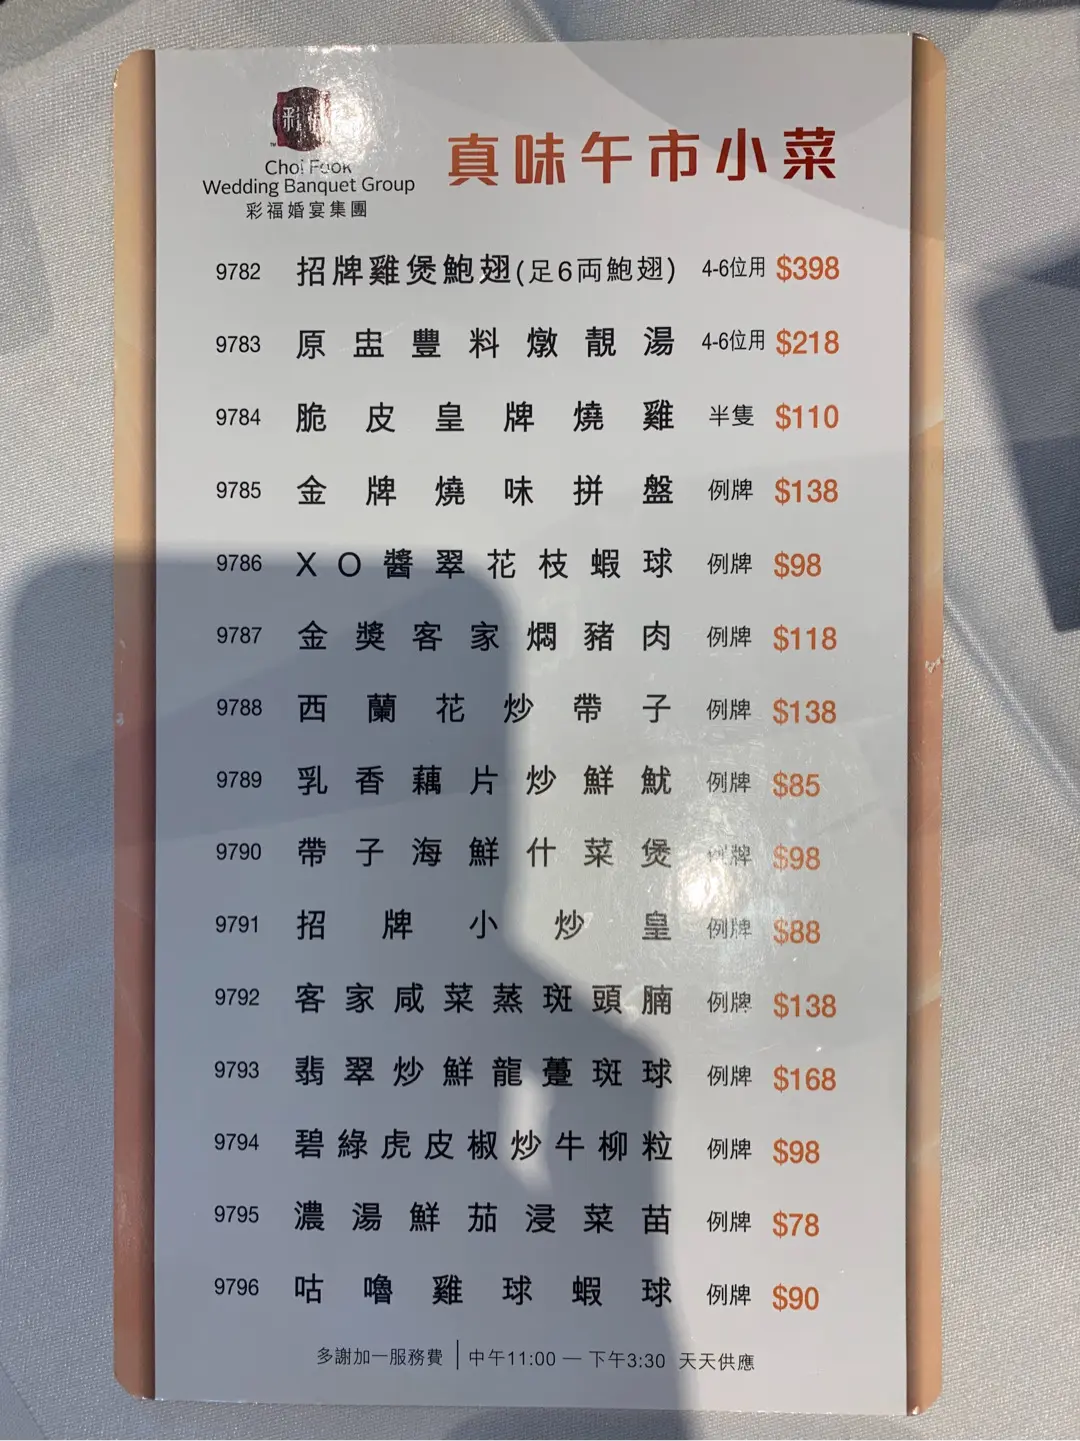 彩福
Choi Fook
Wedding Banquet Group
彩福婚宴集團
真味午市小菜
9782 招牌雞煲鮑翅(足6両鮑翅) 4-6位用 $398
9783 原盅豐料燉靚湯 4-6位用 $218
9784 脆皮皇牌燒雞 半隻 $110
9785 金牌燒味拼盤 例牌 $138
9786 XO醬翠花枝蝦球 例牌 $98
9787 金獎客家燜豬肉 例牌 $118
9788 西蘭花炒帶子 例牌 $138
9789 乳香藕片炒鮮魷 例牌 $85
9790 帶子海鮮什菜煲 例牌 $98
9791 招牌小炒皇 例牌 $88
9792 客家咸菜蒸斑頭腩 例牌 $138
9793 翡翠炒鮮龍躉斑球 例牌 $168
9794 碧綠虎皮椒炒牛柳粒 例牌 $98
9795 濃湯鮮茄浸菜苗 例牌 $78
9796 咕嚕雞球蝦球 例牌 $90
多謝加一服務費 | 中午11:00 — 下午3:30 天天供應